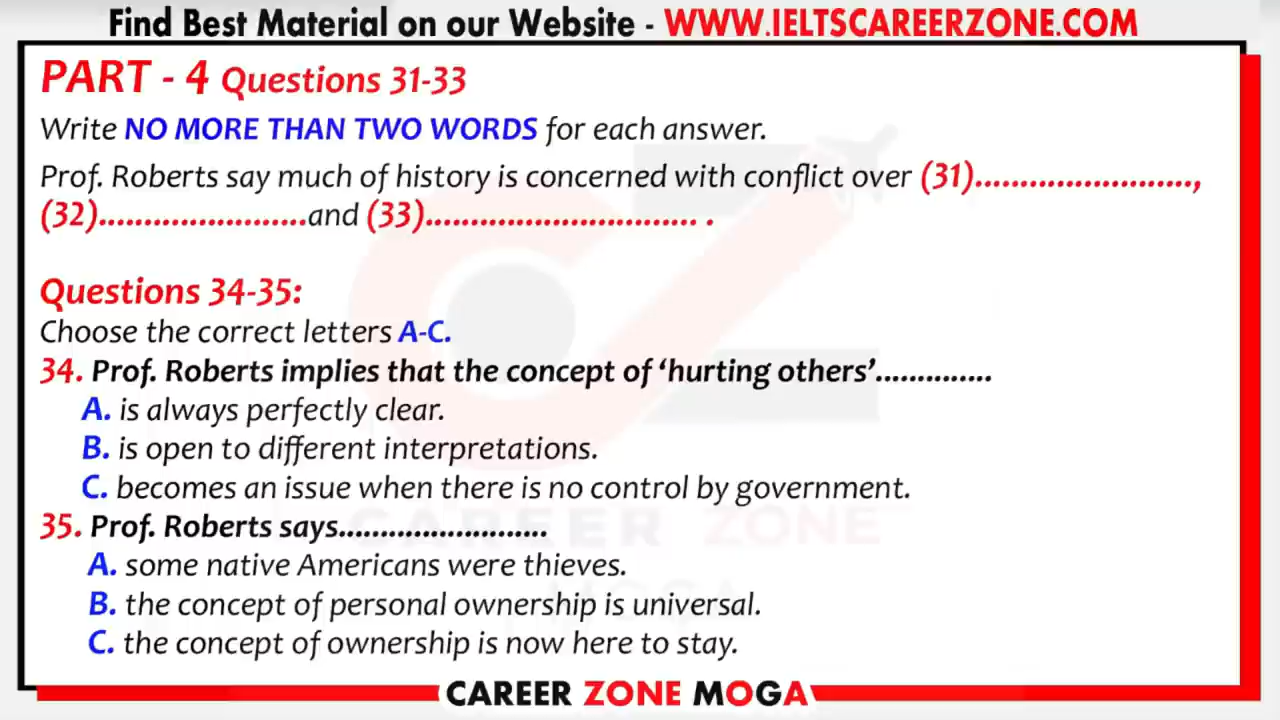 Find Best Material on our Website - WWW.IELTSCAREERZONE.COM
PART - 4 Questions 31-33
Write NO MORE THAN TWO WORDS for each answer.
Prof. Roberts say much of history is concerned with conflict over (31)........................,
(32).......................and (33).............................. .
Questions 34-35:
Choose the correct letters A-C.
34. Prof. Roberts implies that the concept of ‘hurting others’..............
A. is always perfectly clear.
B. is open to different interpretations.
C. becomes an issue when there is no control by government.
35. Prof. Roberts says.........................
A. some native Americans were thieves.
B. the concept of personal ownership is universal.
C. the concept of ownership is now here to stay.
CAREER ZONE
MOGA
CAREER ZONE MOGA